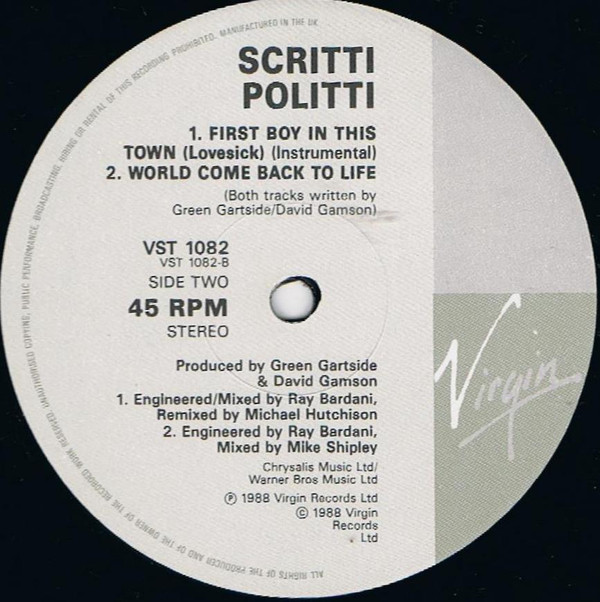 SCRITTI
POLITTI
1. FIRST BOY IN THIS
TOWN (Lovesick) (Instrumental)
2. WORLD COME BACK TO LIFE
(Both tracks written by
Green Gartside/David Gamson)
VST 1082
VST 1082-B
SIDE TWO
45 RPM
STEREO
Produced by Green Gartside
& David Gamson
1. Engineered/Mixed by Ray Bardani,
Remixed by Michael Hutchison
2. Engineered by Ray Bardani,
Mixed by Mike Shipley
Chrysalis Music Ltd/
Warner Bros Music Ltd
℗ 1988 Virgin Records Ltd
© 1988 Virgin
Records
Ltd
Virgin
ALL RIGHTS OF THE PRODUCER AND OF THE OWNER OF THE RECORDED WORK RESERVED. UNAUTHORISED COPYING, PUBLIC PERFORMANCE, BROADCASTING, HIRING OR RENTAL OF THIS RECORDING PROHIBITED. MANUFACTURED IN THE UK.